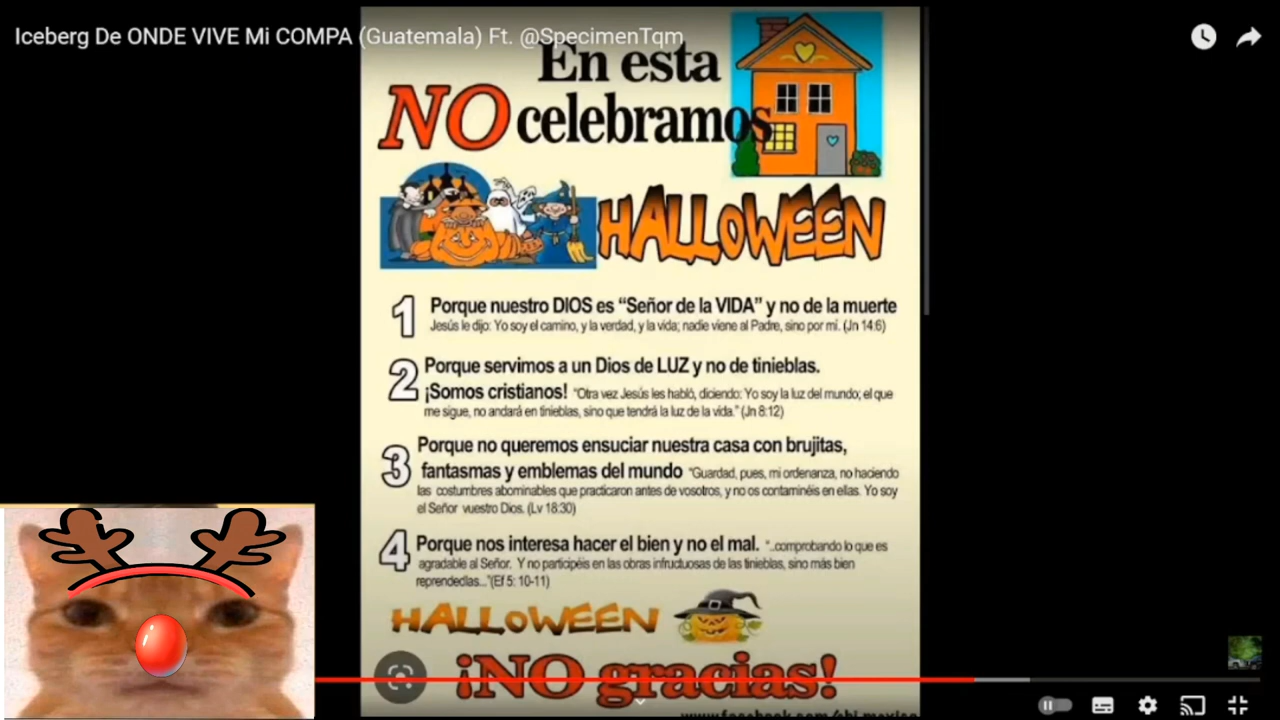 Iceberg De ONDE VIVE Mi COMPA (Guatemala) Ft. @SpecimenTqm
En esta
NO celebramos
HALLOWEEN
1 Porque nuestro DIOS es “Señor de la VIDA” y no de la muerte
Jesús le dijo: Yo soy el camino, y la verdad, y la vida; nadie viene al Padre, sino por mí. (Jn 14:6)
2 Porque servimos a un Dios de LUZ y no de tinieblas.
¡Somos cristianos! “Otra vez Jesús les habló, diciendo: Yo soy la luz del mundo; el que
me sigue, no andará en tinieblas, sino que tendrá la luz de la vida.” (Jn 8:12)
3 Porque no queremos ensuciar nuestra casa con brujitas,
fantasmas y emblemas del mundo “Guardad, pues, mi ordenanza, no haciendo
las costumbres abominables que practicaron antes de vosotros, y no os contaminéis en ellas. Yo soy
el Señor vuestro Dios. (Lv 18:30)
4 Porque nos interesa hacer el bien y no el mal. “..comprobando lo que es
agradable al Señor. Y no participéis en las obras infructuosas de las tinieblas, sino más bien
reprendedlas...”(Ef 5: 10-11)
HALLOWEEN
¡NO gracias!